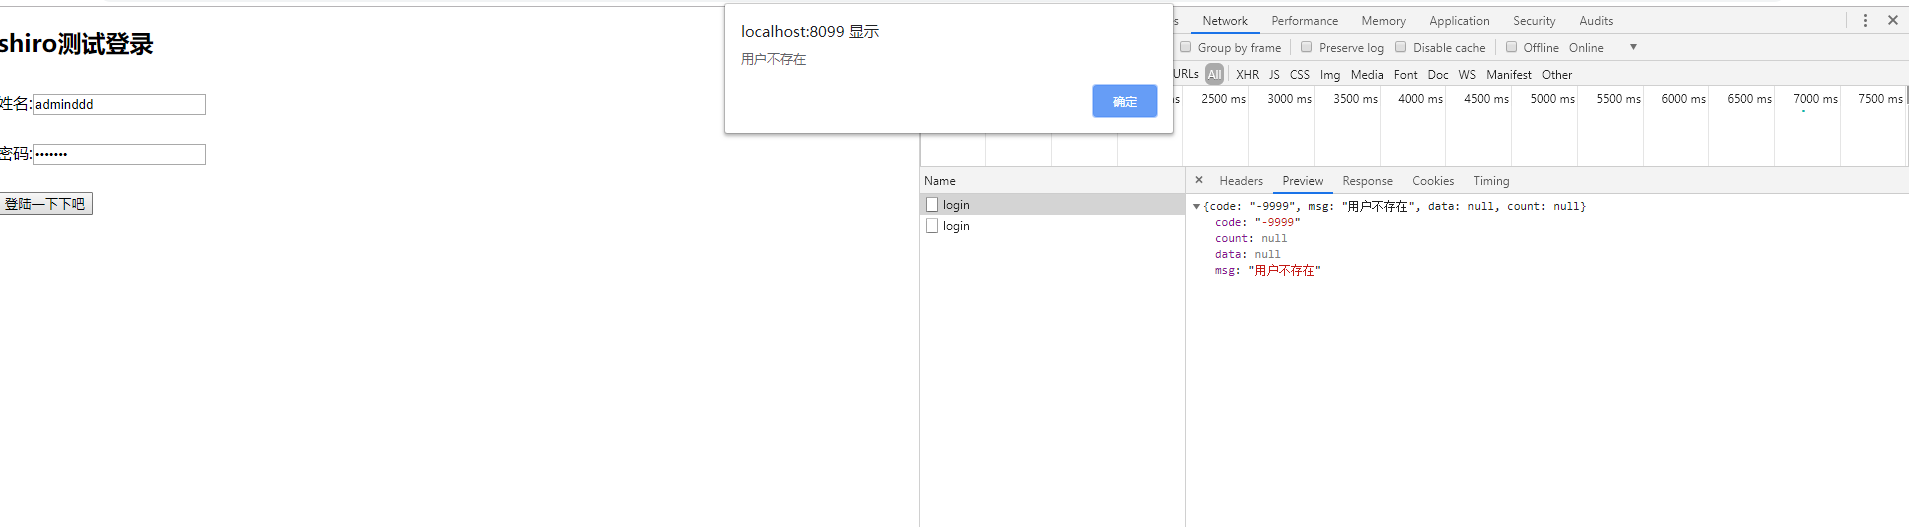 shiro测试登录
姓名:adminddd
密码:•••••••
登陆一下下吧
localhost:8099 显示
用户不存在
确定
Network Performance Memory Application Security Audits
Group by frame Preserve log Disable cache Offline Online
URLs All XHR JS CSS Img Media Font Doc WS Manifest Other
ms 2500 ms 3000 ms 3500 ms 4000 ms 4500 ms 5000 ms 5500 ms 6000 ms 6500 ms 7000 ms 7500 ms
Name
login
login
Headers Preview Response Cookies Timing
{code: "-9999", msg: "用户不存在", data: null, count: null}
code: "-9999"
count: null
data: null
msg: "用户不存在"